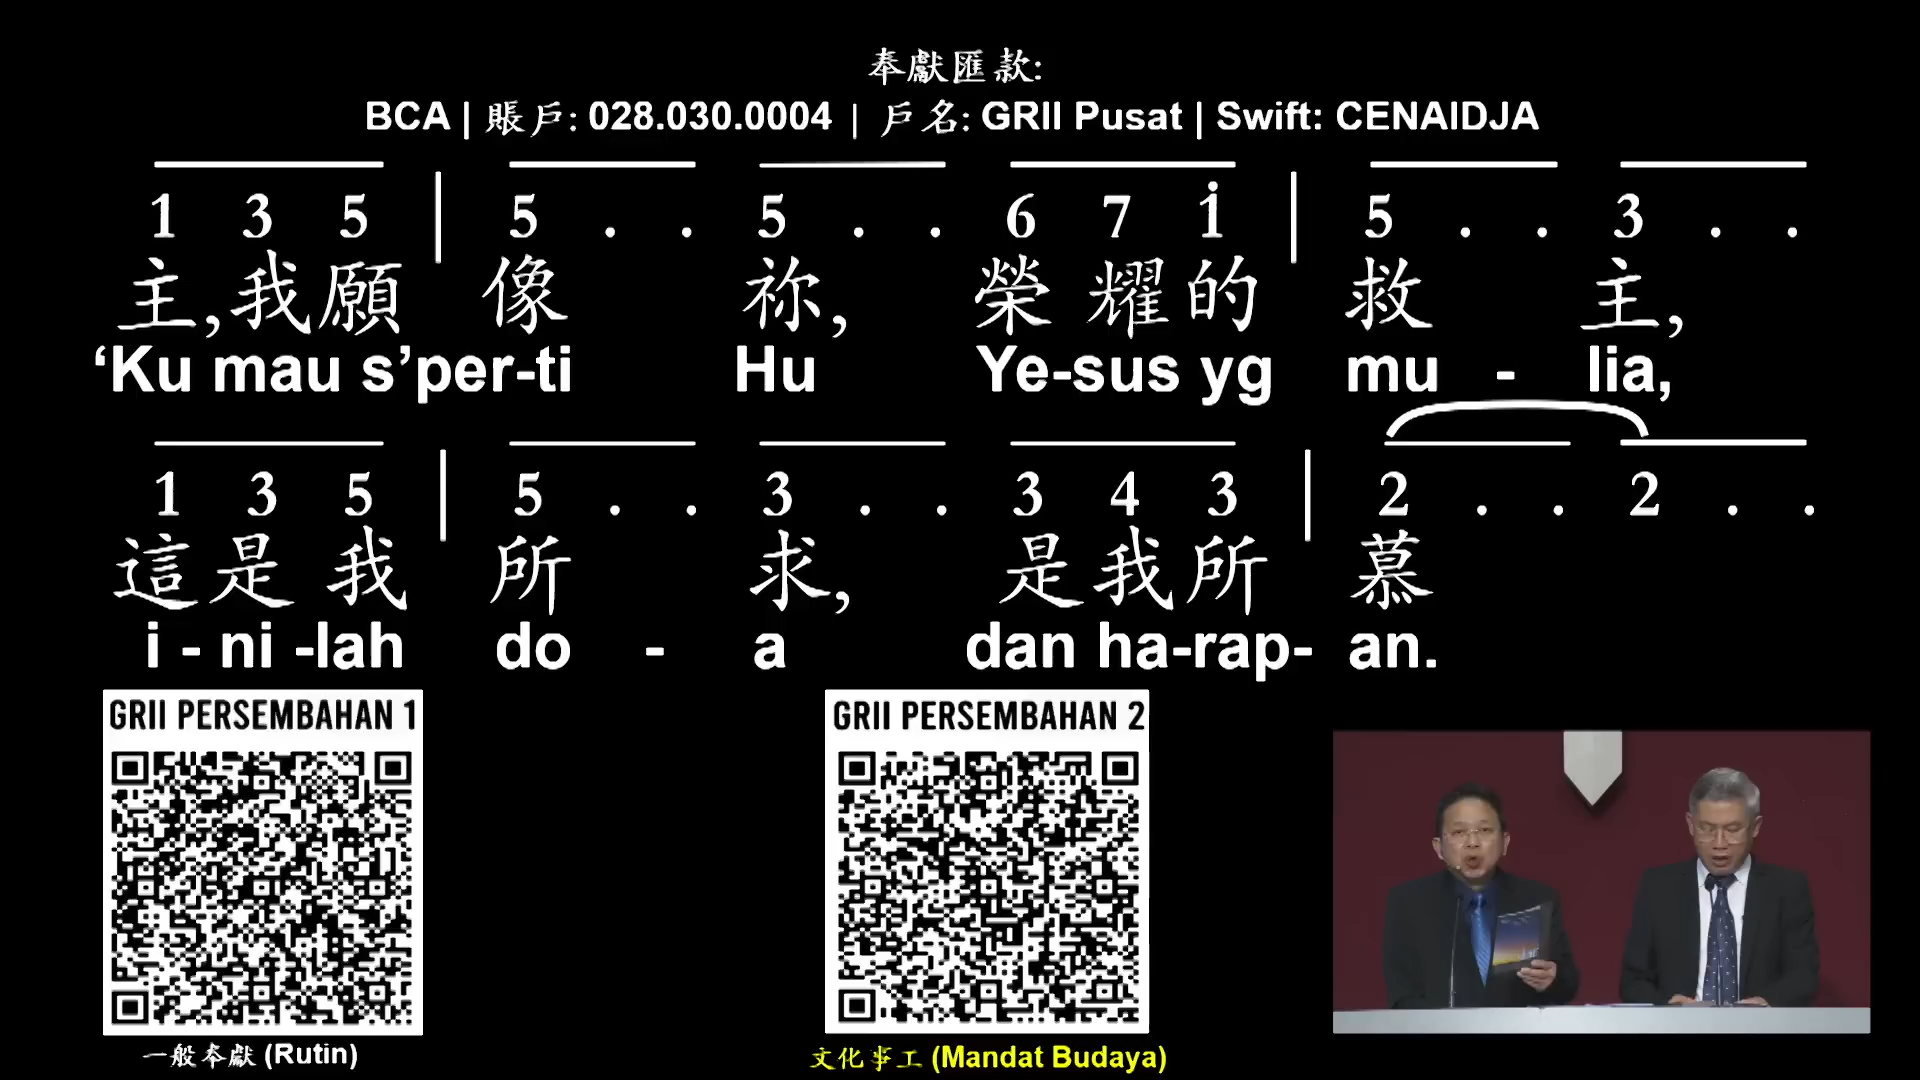 奉獻匯款:
BCA | 賬戶: 028.030.0004 | 戶名: GRII Pusat | Swift: CENAIDJA
1 3 5 | 5 . . 5 . . 6 7 i | 5 . . 3 . .
主,我願 像 祢, 榮耀的 救 主,
‘Ku mau s’per-ti Hu Ye-sus yg mu - lia,
1 3 5 | 5 . . 3 . . 3 4 3 | 2 . . 2 . .
這是我 所 求, 是我所 慕
i - ni -lah do - a dan ha-rap- an.
GRII PERSEMBAHAN 1
一般奉獻 (Rutin)
GRII PERSEMBAHAN 2
文化事工 (Mandat Budaya)